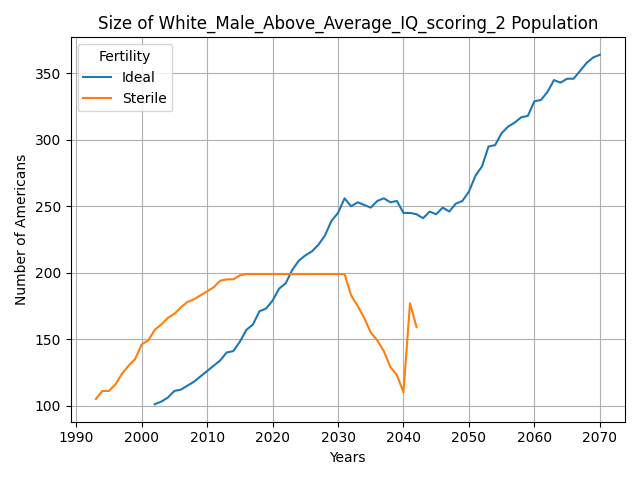 Size of White_Male_Above_Average_IQ_scoring_2 Population
Fertility
Ideal
Sterile
Number of Americans
350
300
250
200
150
100
1990 2000 2010 2020 2030 2040 2050 2060 2070
Years